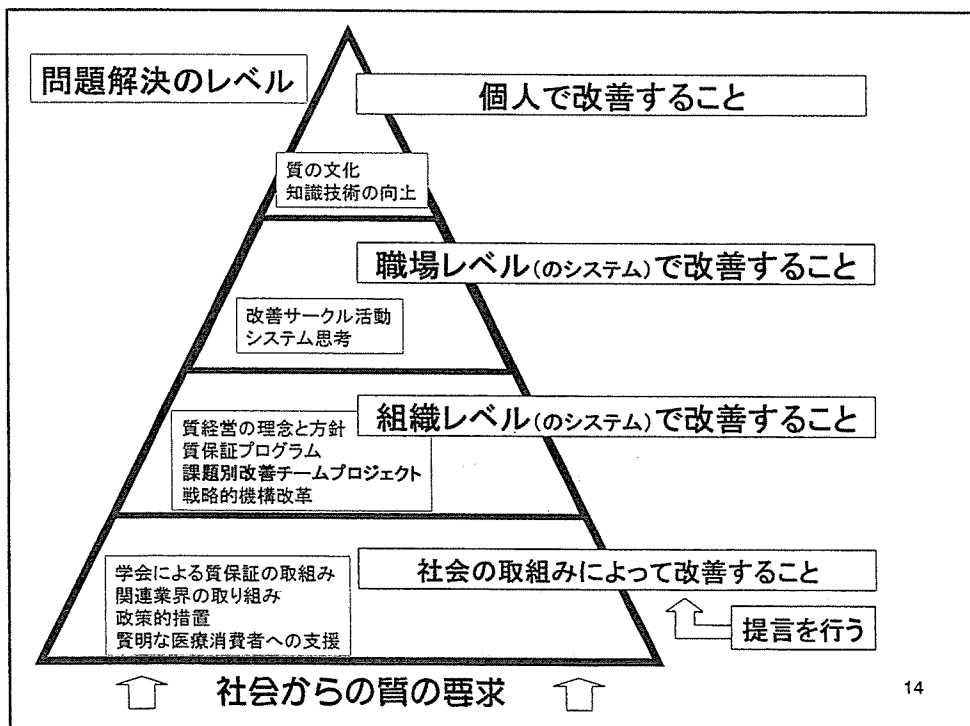 問題解決のレベル
個人で改善すること
質の文化
知識技術の向上
職場レベル(のシステム)で改善すること
改善サークル活動
システム思考
組織レベル(のシステム)で改善すること
質経営の理念と方針
質保証プログラム
課題別改善チームプロジェクト
戦略的機構改革
社会の取組みによって改善すること
学会による質保証の取組み
関連業界の取り組み
政策的措置
賢明な医療消費者への支援
提言を行う
社会からの質の要求
14